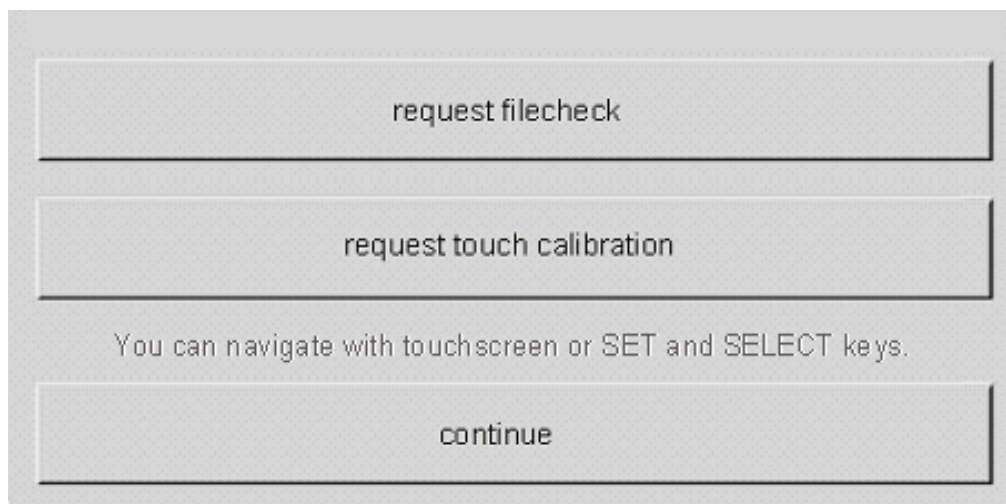 request filecheck
request touch calibration
You can navigate with touchscreen or SET and SELECT keys.
continue